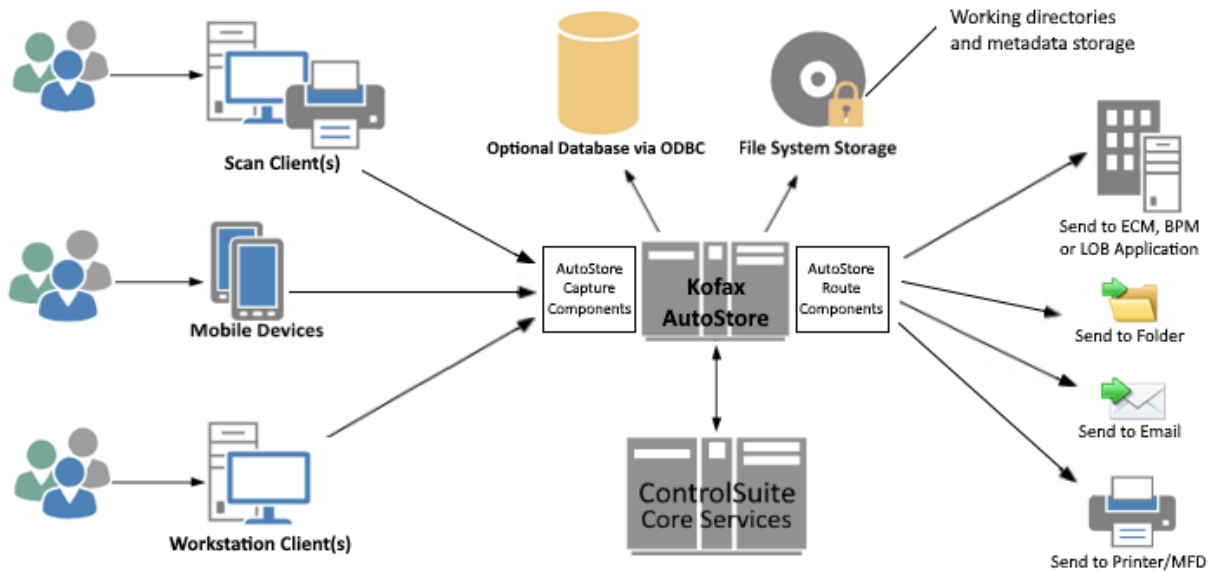 Working directories
and metadata storage
Scan Client(s)
Optional Database via ODBC
File System Storage
Mobile Devices
AutoStore
Capture
Components
Kofax
AutoStore
AutoStore
Route
Components
Send to ECM, BPM
or LOB Application
Send to Folder
Send to Email
Workstation Client(s)
ControlSuite
Core Services
Send to Printer/MFD